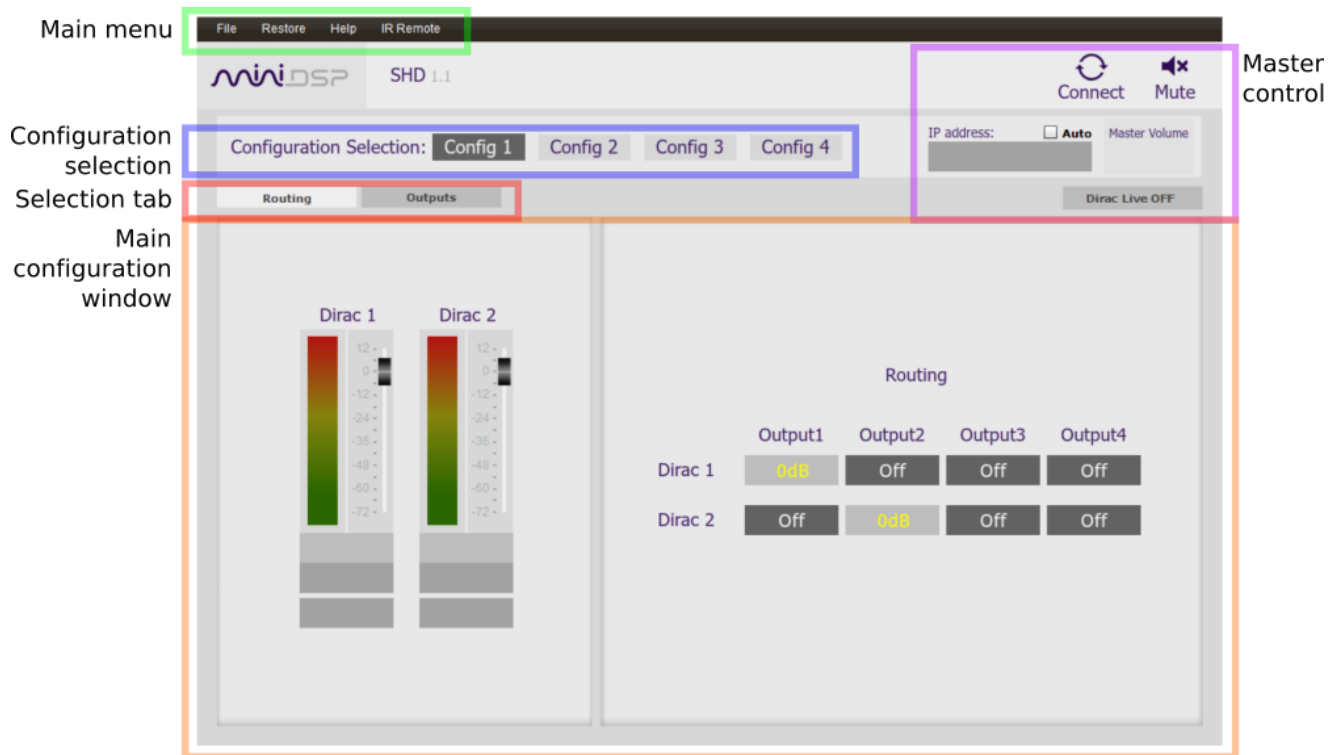 Main menu
File Restore Help IR Remote
miniDSP SHD 1.1
Connect Mute
Master
control
Configuration
selection
Configuration Selection: Config 1 Config 2 Config 3 Config 4
IP address: Auto Master Volume
Selection tab
Routing Outputs
Dirac Live OFF
Main
configuration
window
Dirac 1 Dirac 2
12 12
0 0
-12 -12
-24 -24
-36 -36
-48 -48
-60 -60
-72 -72
Routing
Output1 Output2 Output3 Output4
Dirac 1 0dB Off Off Off
Dirac 2 Off 0dB Off Off